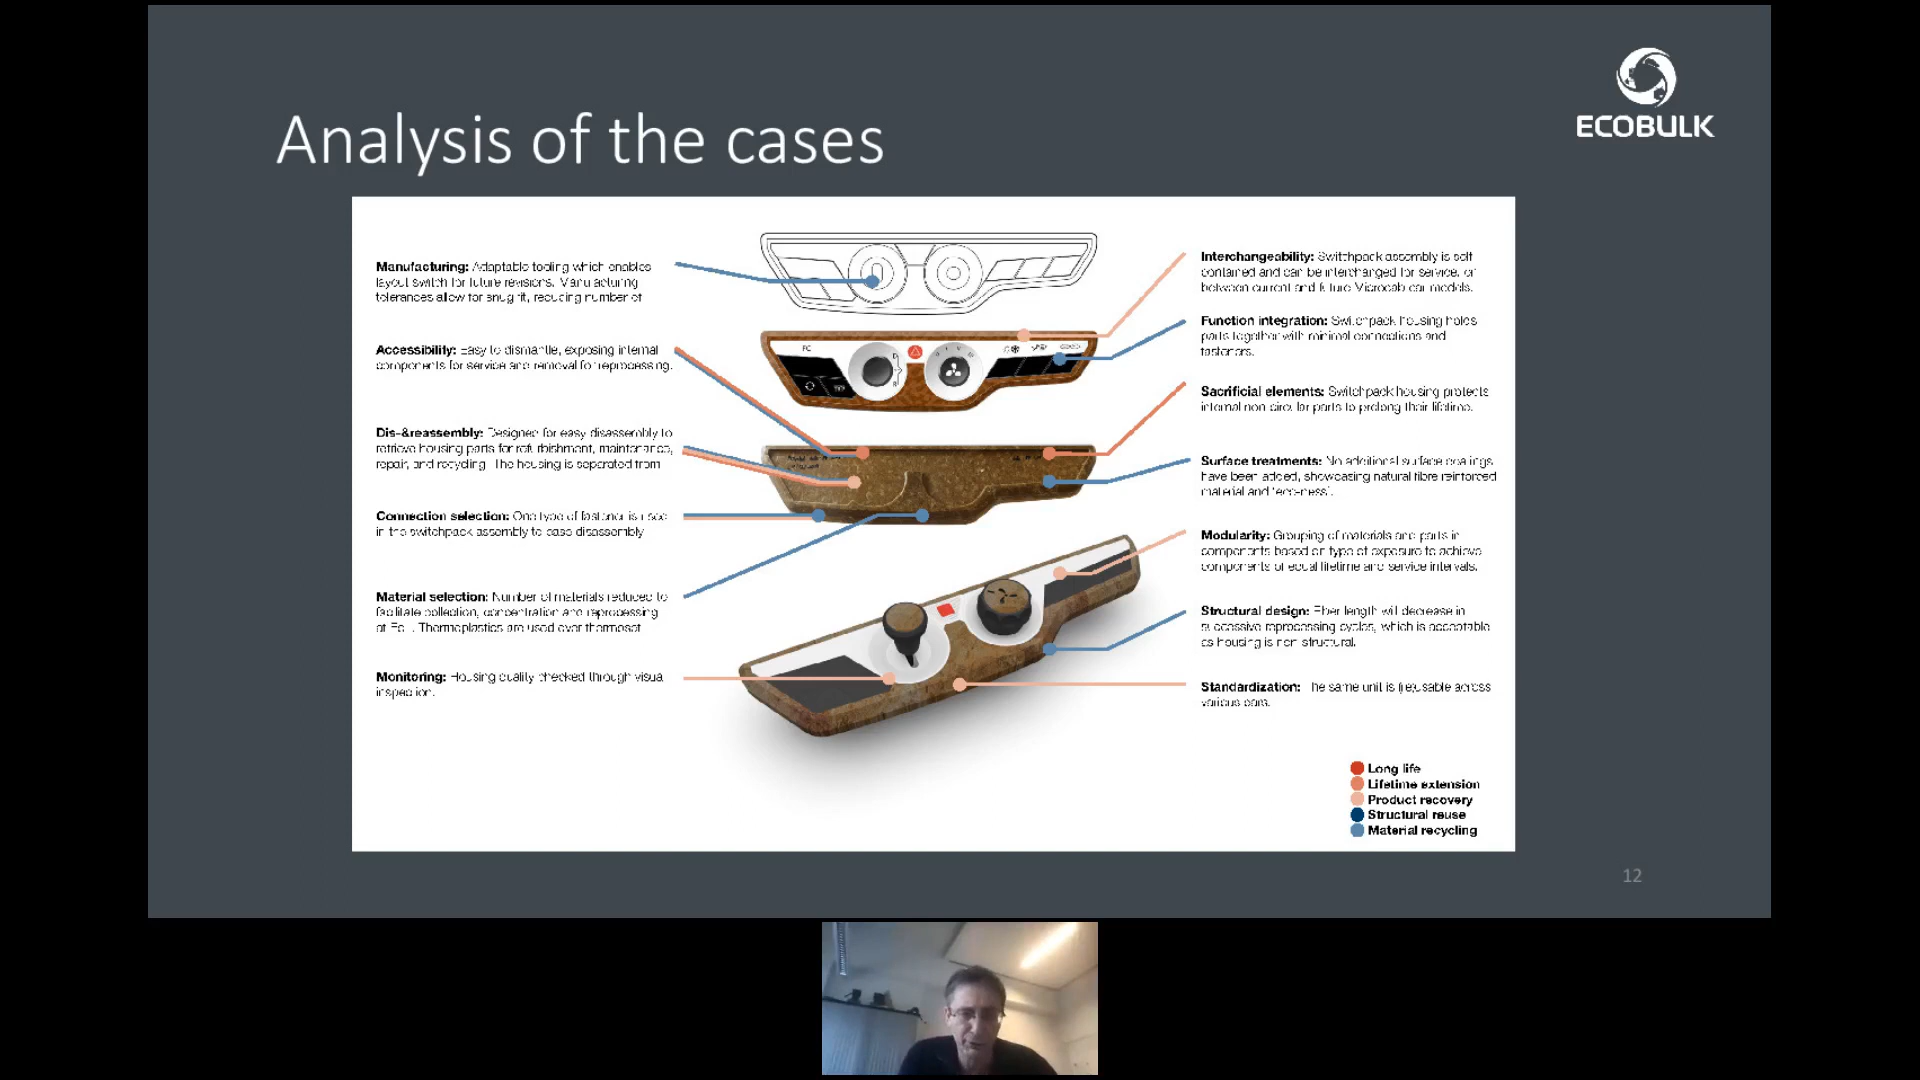 ECOBULK
Analysis of the cases
Manufacturing: Adaptable tooling which enables
layout switch for future revisions. Manufacturing
tolerances allow for snug fit, reducing number of
Accessibility: Easy to dismantle, exposing internal
components for service and removal for reprocessing.
Dis-&reassembly: Designed for easy disassembly to
retrieve housing parts for refurbishment, maintenance,
repair, and recycling. The housing is separated from
Connection selection: One type of fastener is used
in the switchpack assembly to ease disassembly
Material selection: Number of materials reduced to
facilitate collection, concentration and reprocessing
at EoL. Thermoplastics are used over thermoset
Monitoring: Housing quality checked through visual
inspection.
Interchangeability: Switchpack assembly is self
contained and can be interchanged for service, or
between current and future Microcab car models.
Function integration: Switchpack housing holds
parts together with minimal connections and
fasteners.
Sacrificial elements: Switchpack housing protects
internal non circular parts to prolong their lifetime.
Surface treatments: No additional surface coatings
have been added, showcasing natural fibre reinforced
material and 'eco-ness'.
Modularity: Grouping of materials and parts in
components based on type of exposure to achieve
components of equal lifetime and service intervals.
Structural design: Fiber length will decrease in
successive reprocessing cycles, which is acceptable
as housing is non structural.
Standardization: The same unit is (re)usable across
various cars.
Long life
Lifetime extension
Product recovery
Structural reuse
Material recycling
12